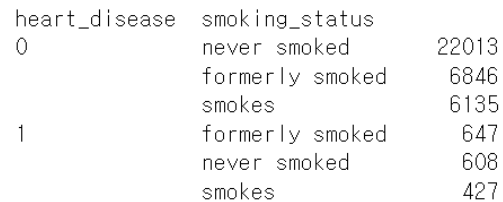 heart_disease smoking_status
0 never smoked 22013
formerly smoked 6846
smokes 6135
1 formerly smoked 647
never smoked 608
smokes 427